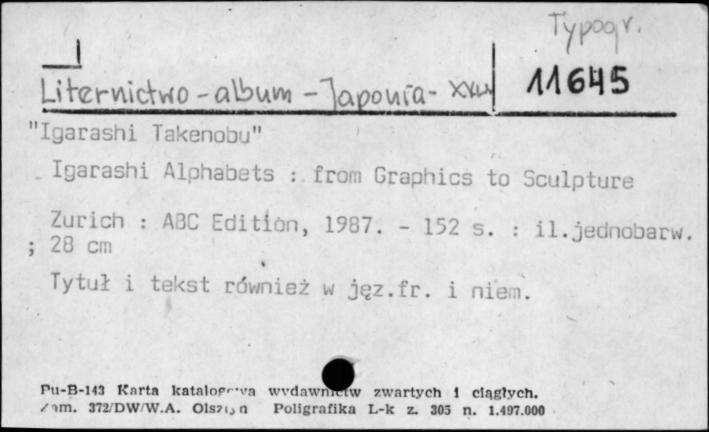 Typogr.
Liternictwo - album - Japonia - XX w 11645
"Igarashi Takenobu"
Igarashi Alphabets : from Graphics to Sculpture
Zurich : ABC Edition, 1987. - 152 s. : il.jednobarw.
; 28 cm
Tytuł i tekst również w jęz.fr. i niem.
Pu-B-143 Karta katalogowa wydawnictw zwartych i ciągłych.
Zam. 372/DW/W.A. Olsztyn Poligrafika L-k z. 305 n. 1.497.000